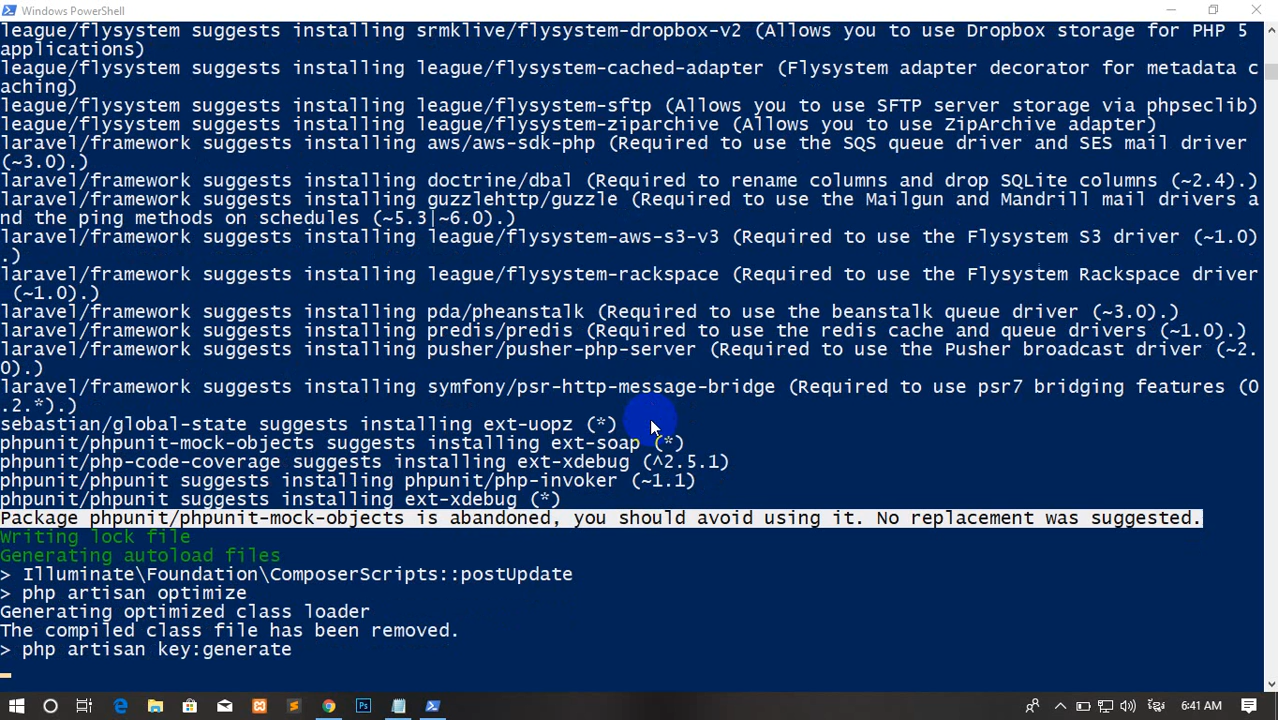 Windows PowerShell
league/flysystem suggests installing srmklive/flysystem-dropbox-v2 (Allows you to use Dropbox storage for PHP 5
applications)
league/flysystem suggests installing league/flysystem-cached-adapter (Flysystem adapter decorator for metadata c
aching)
league/flysystem suggests installing league/flysystem-sftp (Allows you to use SFTP server storage via phpseclib)
league/flysystem suggests installing league/flysystem-ziparchive (Allows you to use ZipArchive adapter)
laravel/framework suggests installing aws/aws-sdk-php (Required to use the SQS queue driver and SES mail driver
(~3.0).)
laravel/framework suggests installing doctrine/dbal (Required to rename columns and drop SQLite columns (~2.4).)
laravel/framework suggests installing guzzlehttp/guzzle (Required to use the Mailgun and Mandrill mail drivers a
nd the ping methods on schedules (~5.3|~6.0).)
laravel/framework suggests installing league/flysystem-aws-s3-v3 (Required to use the Flysystem S3 driver (~1.0)
.)
laravel/framework suggests installing league/flysystem-rackspace (Required to use the Flysystem Rackspace driver
(~1.0).)
laravel/framework suggests installing pda/pheanstalk (Required to use the beanstalk queue driver (~3.0).)
laravel/framework suggests installing predis/predis (Required to use the redis cache and queue drivers (~1.0).)
laravel/framework suggests installing pusher/pusher-php-server (Required to use the Pusher broadcast driver (~2.
0).)
laravel/framework suggests installing symfony/psr-http-message-bridge (Required to use psr7 bridging features (0
.2.*).)
sebastian/global-state suggests installing ext-uopz (*)
phpunit/phpunit-mock-objects suggests installing ext-soap (*)
phpunit/php-code-coverage suggests installing ext-xdebug (^2.5.1)
phpunit/phpunit suggests installing phpunit/php-invoker (~1.1)
phpunit/phpunit suggests installing ext-xdebug (*)
Package phpunit/phpunit-mock-objects is abandoned, you should avoid using it. No replacement was suggested.
Writing lock file
Generating autoload files
> Illuminate\Foundation\ComposerScripts::postUpdate
> php artisan optimize
Generating optimized class loader
The compiled class file has been removed.
> php artisan key:generate
6:41 AM